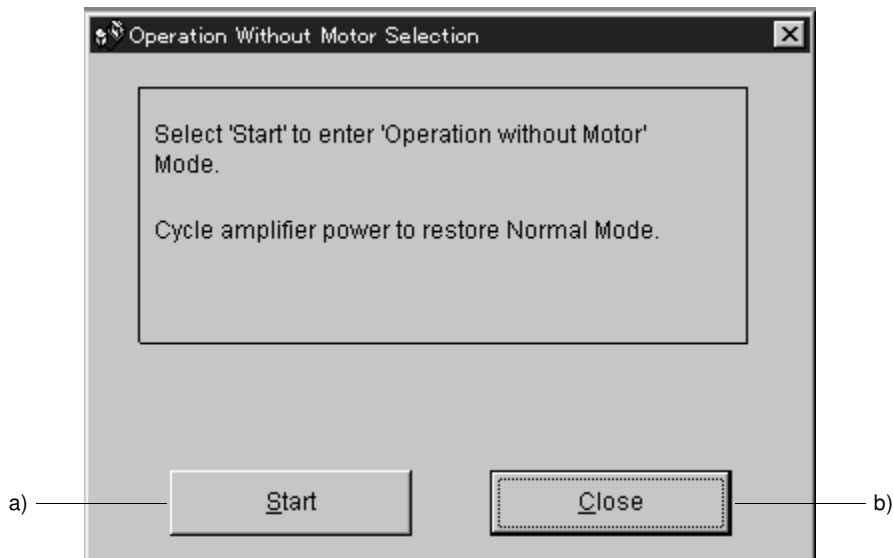 Operation Without Motor Selection
Select 'Start' to enter 'Operation without Motor'
Mode.
Cycle amplifier power to restore Normal Mode.
a)
Start
Close
b)